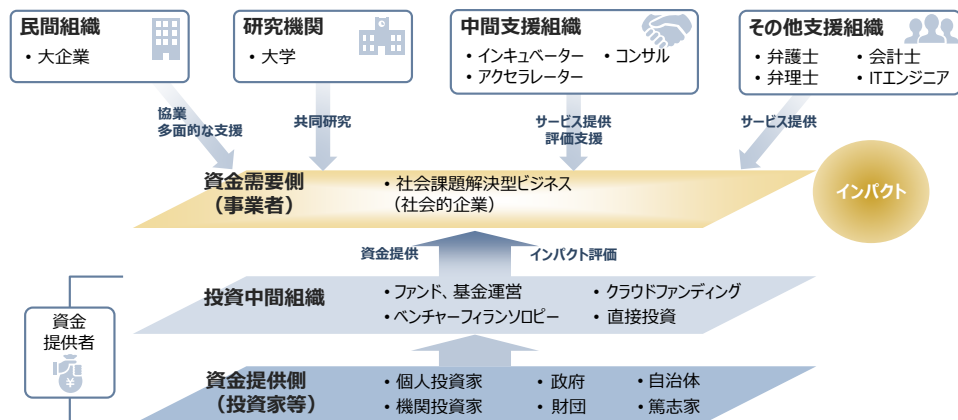 民間組織
・大企業
研究機関
・大学
中間支援組織
・インキュベーター ・コンサル
・アクセラレーター
その他支援組織
・弁護士 ・会計士
・弁理士 ・ITエンジニア
協業
多面的な支援
共同研究
サービス提供
評価支援
サービス提供
資金需要側
（事業者）
・社会課題解決型ビジネス
（社会的企業）
インパクト
資金提供
インパクト評価
投資中間組織
・ファンド、基金運営 ・クラウドファンディング
・ベンチャーフィランソロピー ・直接投資
資金
提供者
¥
資金提供側
（投資家等）
・個人投資家 ・政府 ・自治体
・機関投資家 ・財団 ・篤志家